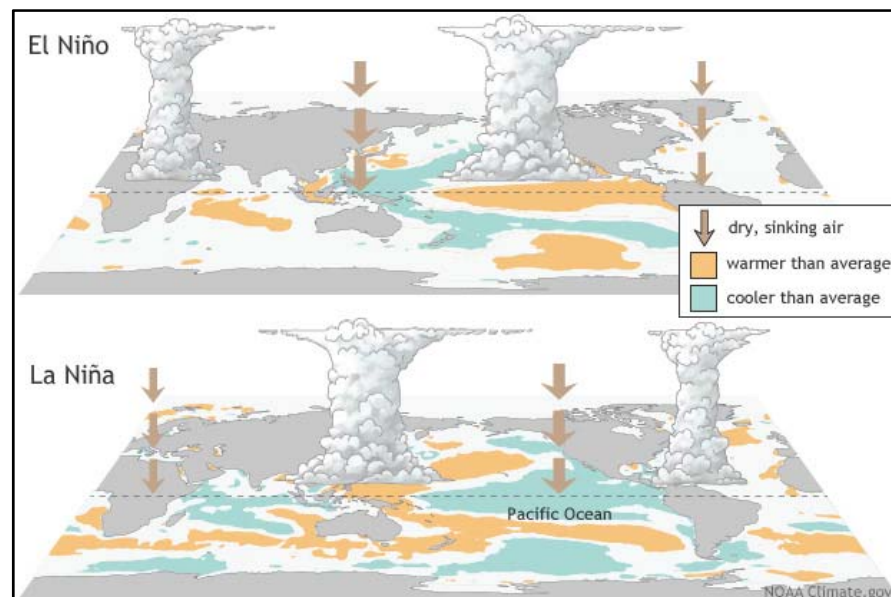 El Niño
dry, sinking air
warmer than average
cooler than average
La Niña
Pacific Ocean
NOAA Climate.gov